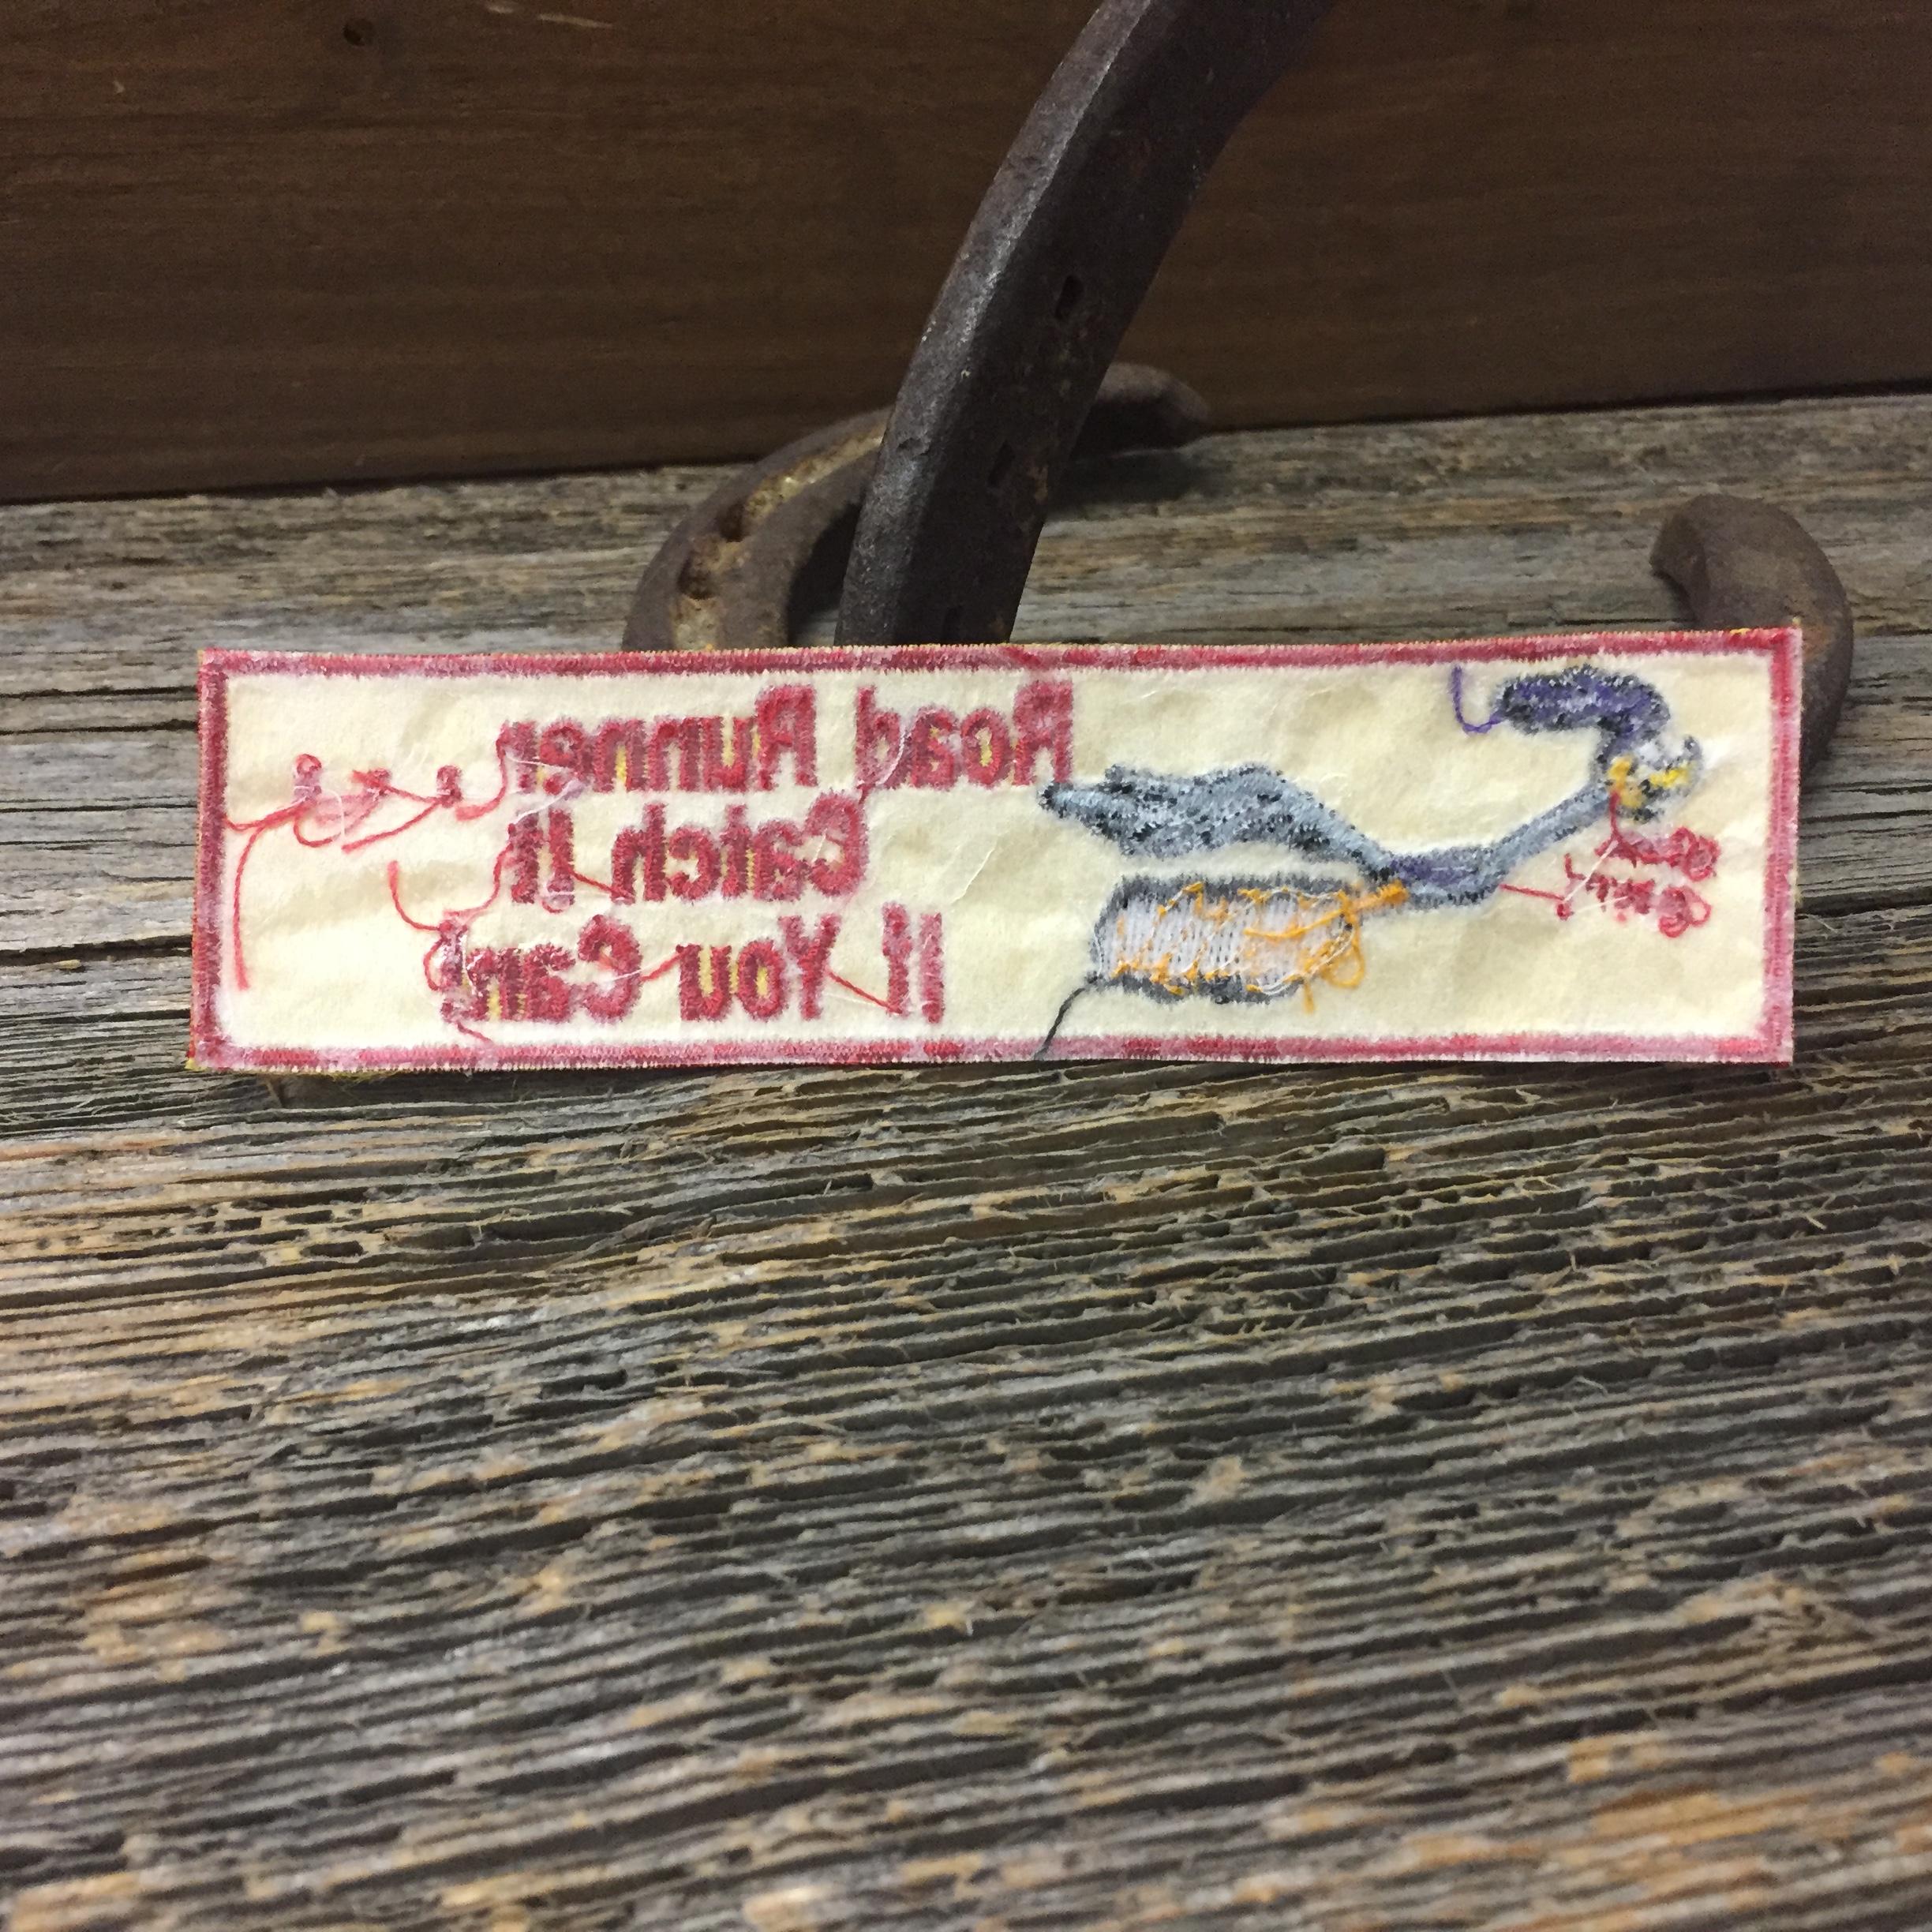 Road Runner...
Catch It
If You Can!